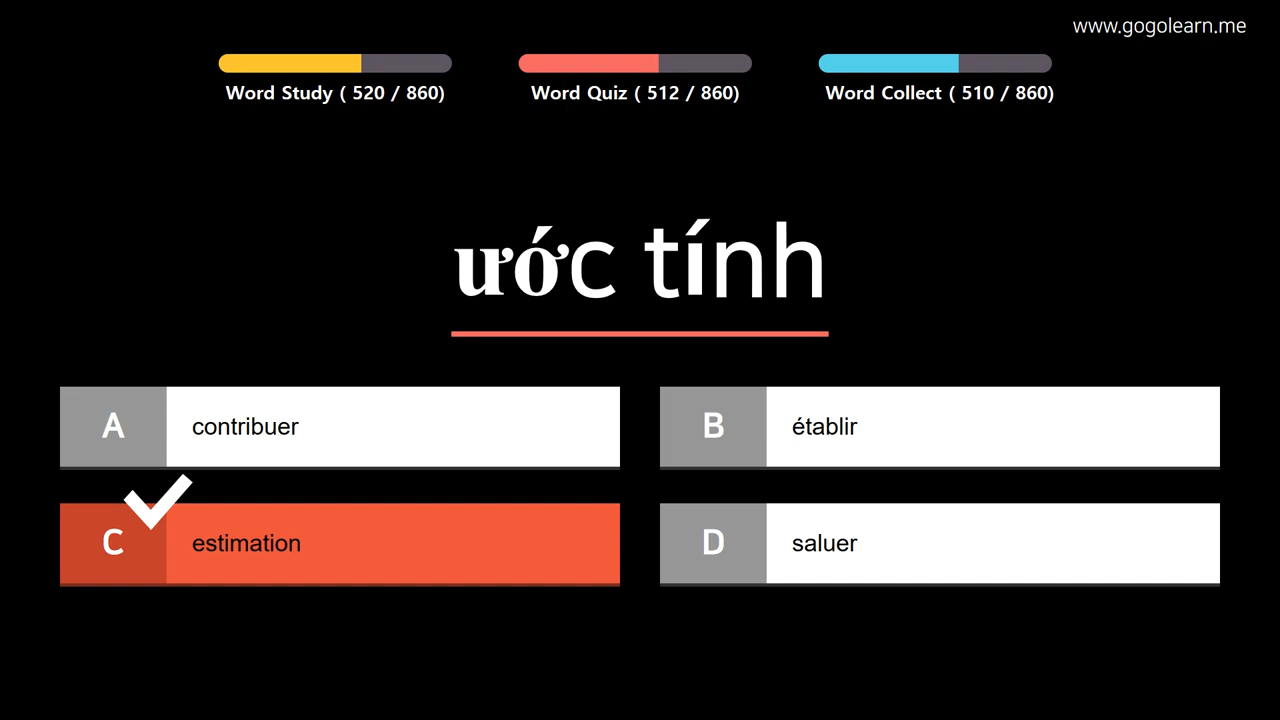 www.gogolearn.me
Word Study ( 520 / 860)
Word Quiz ( 512 / 860)
Word Collect ( 510 / 860)
ước tính
A contribuer
B établir
C estimation
D saluer